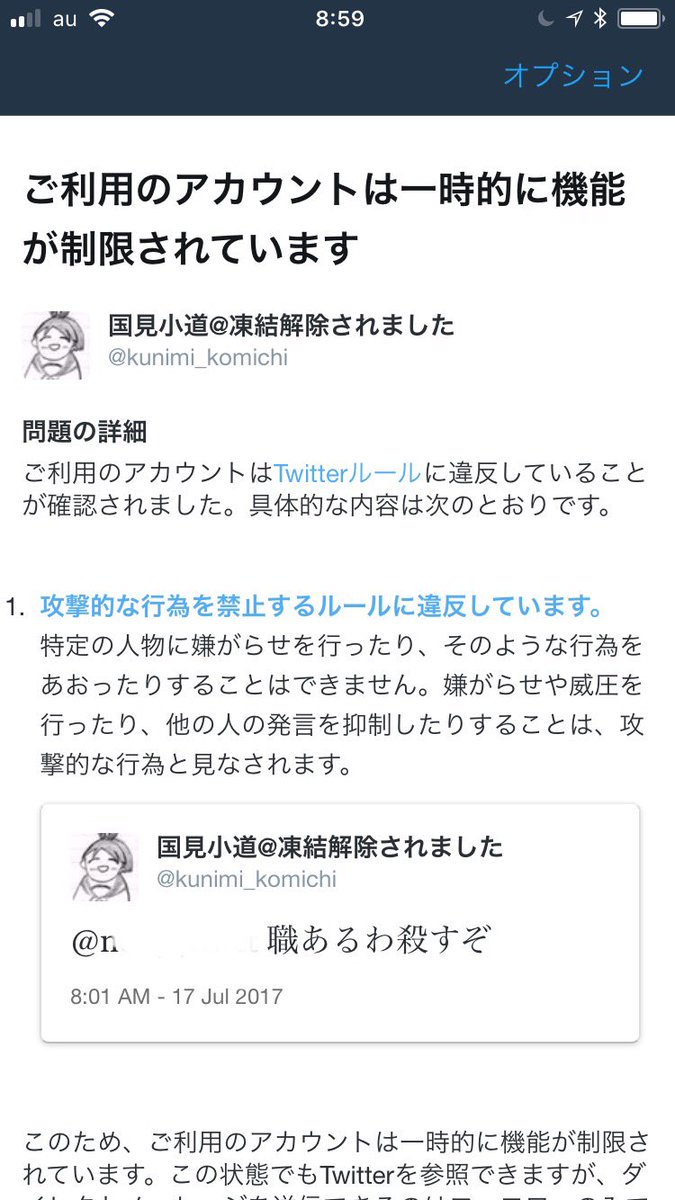 au 8:59
オプション
ご利用のアカウントは一時的に機能
が制限されています
国見小道@凍結解除されました
@kunimi_komichi
問題の詳細
ご利用のアカウントはTwitterルールに違反していること
が確認されました。具体的な内容は次のとおりです。
1. 攻撃的な行為を禁止するルールに違反しています。
特定の人物に嫌がらせを行ったり、そのような行為を
あおったりすることはできません。嫌がらせや威圧を
行ったり、他の人の発言を抑制したりすることは、攻
撃的な行為と見なされます。
国見小道@凍結解除されました
@kunimi_komichi
@n 職あるわ殺すぞ
8:01 AM - 17 Jul 2017
このため、ご利用のアカウントは一時的に機能が制限さ
れています。この状態でもTwitterを参照できますが、ダ